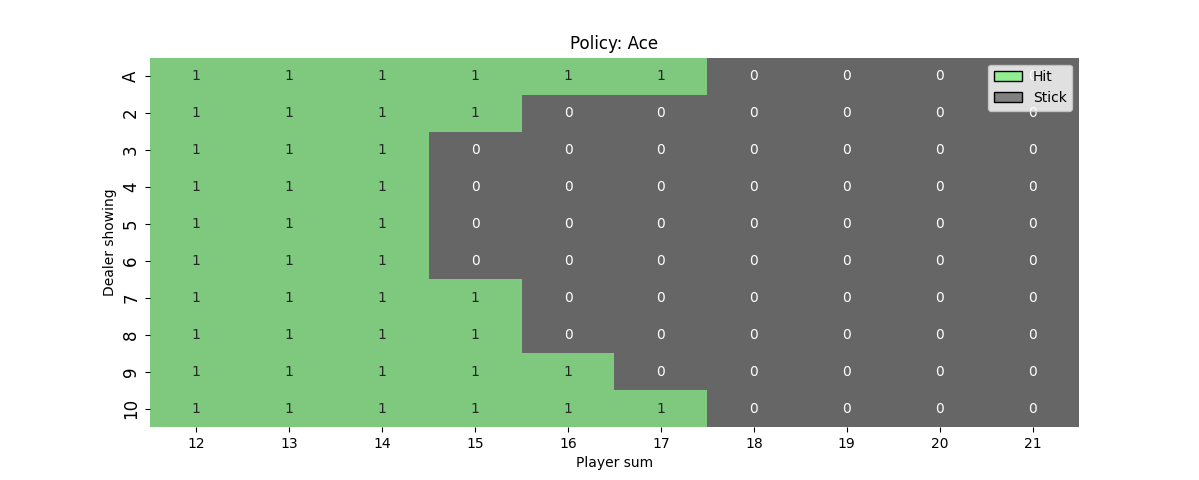 Policy: Ace
A 1 1 1 1 1 1 0 0 0 0
Hit
Stick
2 1 1 1 1 0 0 0 0 0 0
3 1 1 1 0 0 0 0 0 0 0
4 1 1 1 0 0 0 0 0 0 0
5 1 1 1 0 0 0 0 0 0 0
6 1 1 1 0 0 0 0 0 0 0
7 1 1 1 1 0 0 0 0 0 0
8 1 1 1 1 0 0 0 0 0 0
9 1 1 1 1 1 0 0 0 0 0
10 1 1 1 1 1 1 0 0 0 0
12 13 14 15 16 17 18 19 20 21
Player sum
Dealer showing